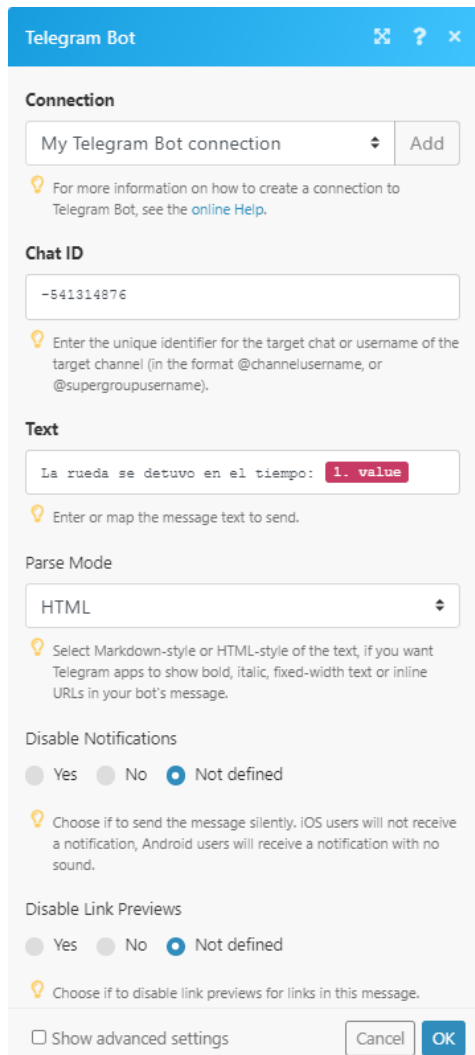 Telegram Bot
Connection
My Telegram Bot connection
Add
For more information on how to create a connection to
Telegram Bot, see the online Help.
Chat ID
-541314876
Enter the unique identifier for the target chat or username of the
target channel (in the format @channelusername, or
@supergroupusername).
Text
La rueda se detuvo en el tiempo: 1. value
Enter or map the message text to send.
Parse Mode
HTML
Select Markdown-style or HTML-style of the text, if you want
Telegram apps to show bold, italic, fixed-width text or inline
URLs in your bot's message.
Disable Notifications
Yes No Not defined
Choose if to send the message silently. iOS users will not receive
a notification, Android users will receive a notification with no
sound.
Disable Link Previews
Yes No Not defined
Choose if to disable link previews for links in this message.
Show advanced settings Cancel OK